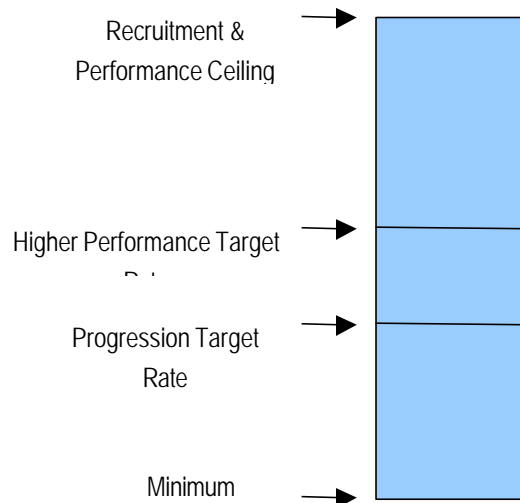 Recruitment &
Performance Ceiling
Higher Performance Target
Progression Target
Rate
Minimum